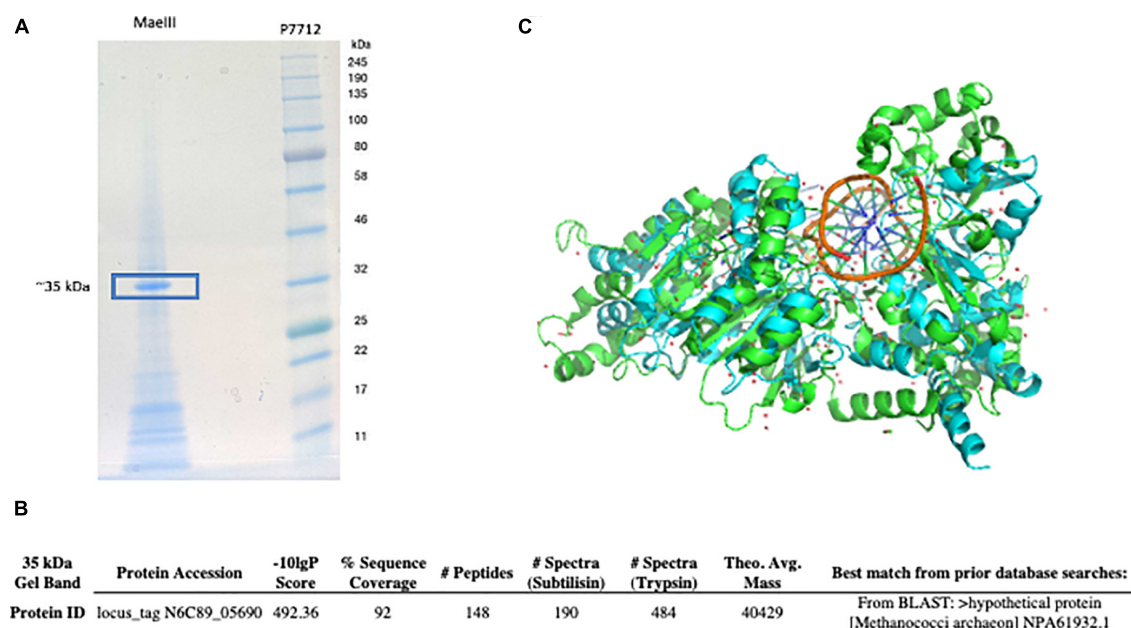 A
MaeIII
P7712
kDa
245
190
135
100
80
58
46
32
25
22
17
11
~35 kDa
C
B
35 kDa Gel Band
Protein Accession
-10lgP Score
% Sequence Coverage
# Peptides
# Spectra (Subtilisin)
# Spectra (Trypsin)
Theo. Avg. Mass
Best match from prior database searches:
Protein ID
locus_tag N6C89_05690
492.36
92
148
190
484
40429
From BLAST: >hypothetical protein
[Methanococci archaeon] NPA61932.1